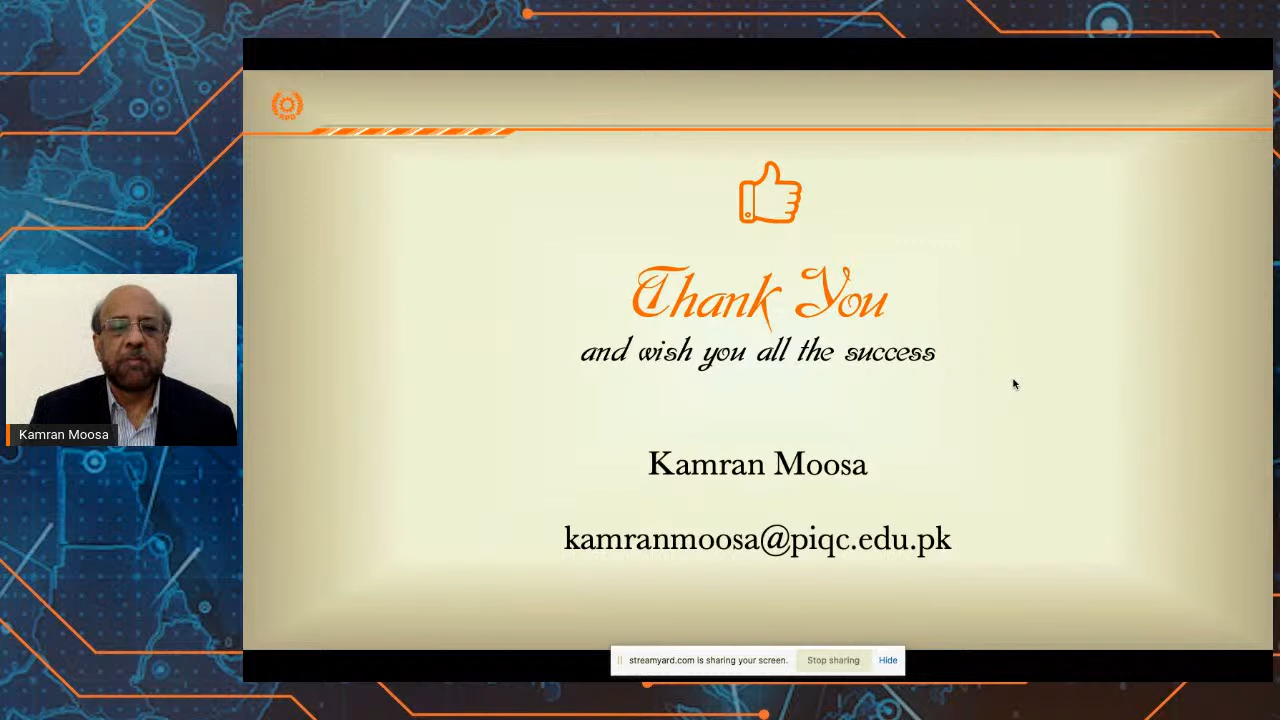 Thank You
and wish you all the success
Kamran Moosa
kamranmoosa@piqc.edu.pk
Kamran Moosa
streamyard.com is sharing your screen. Stop sharing Hide